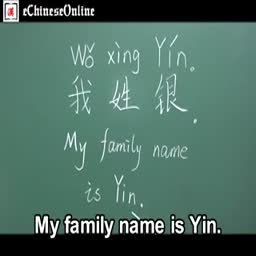 eChineseOnline
Wǒ xìng Yín.
我 姓 银.
My family name
is Yin.
My family name is Yin.